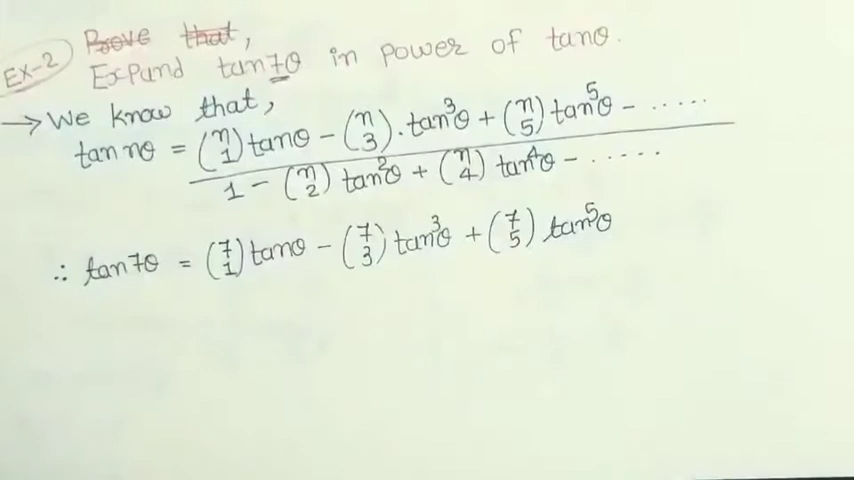 EX-2 Prove that,
Expand tan7θ in power of tanθ.
→ We know that,
tan nθ = (n 1) tanθ - (n 3) . tan³θ + (n 5) tan⁵θ - .....
1 - (n 2) tan²θ + (n 4) tan⁴θ - ......
∴ tan7θ = (7 1) tanθ - (7 3) tan³θ + (7 5) tan⁵θ